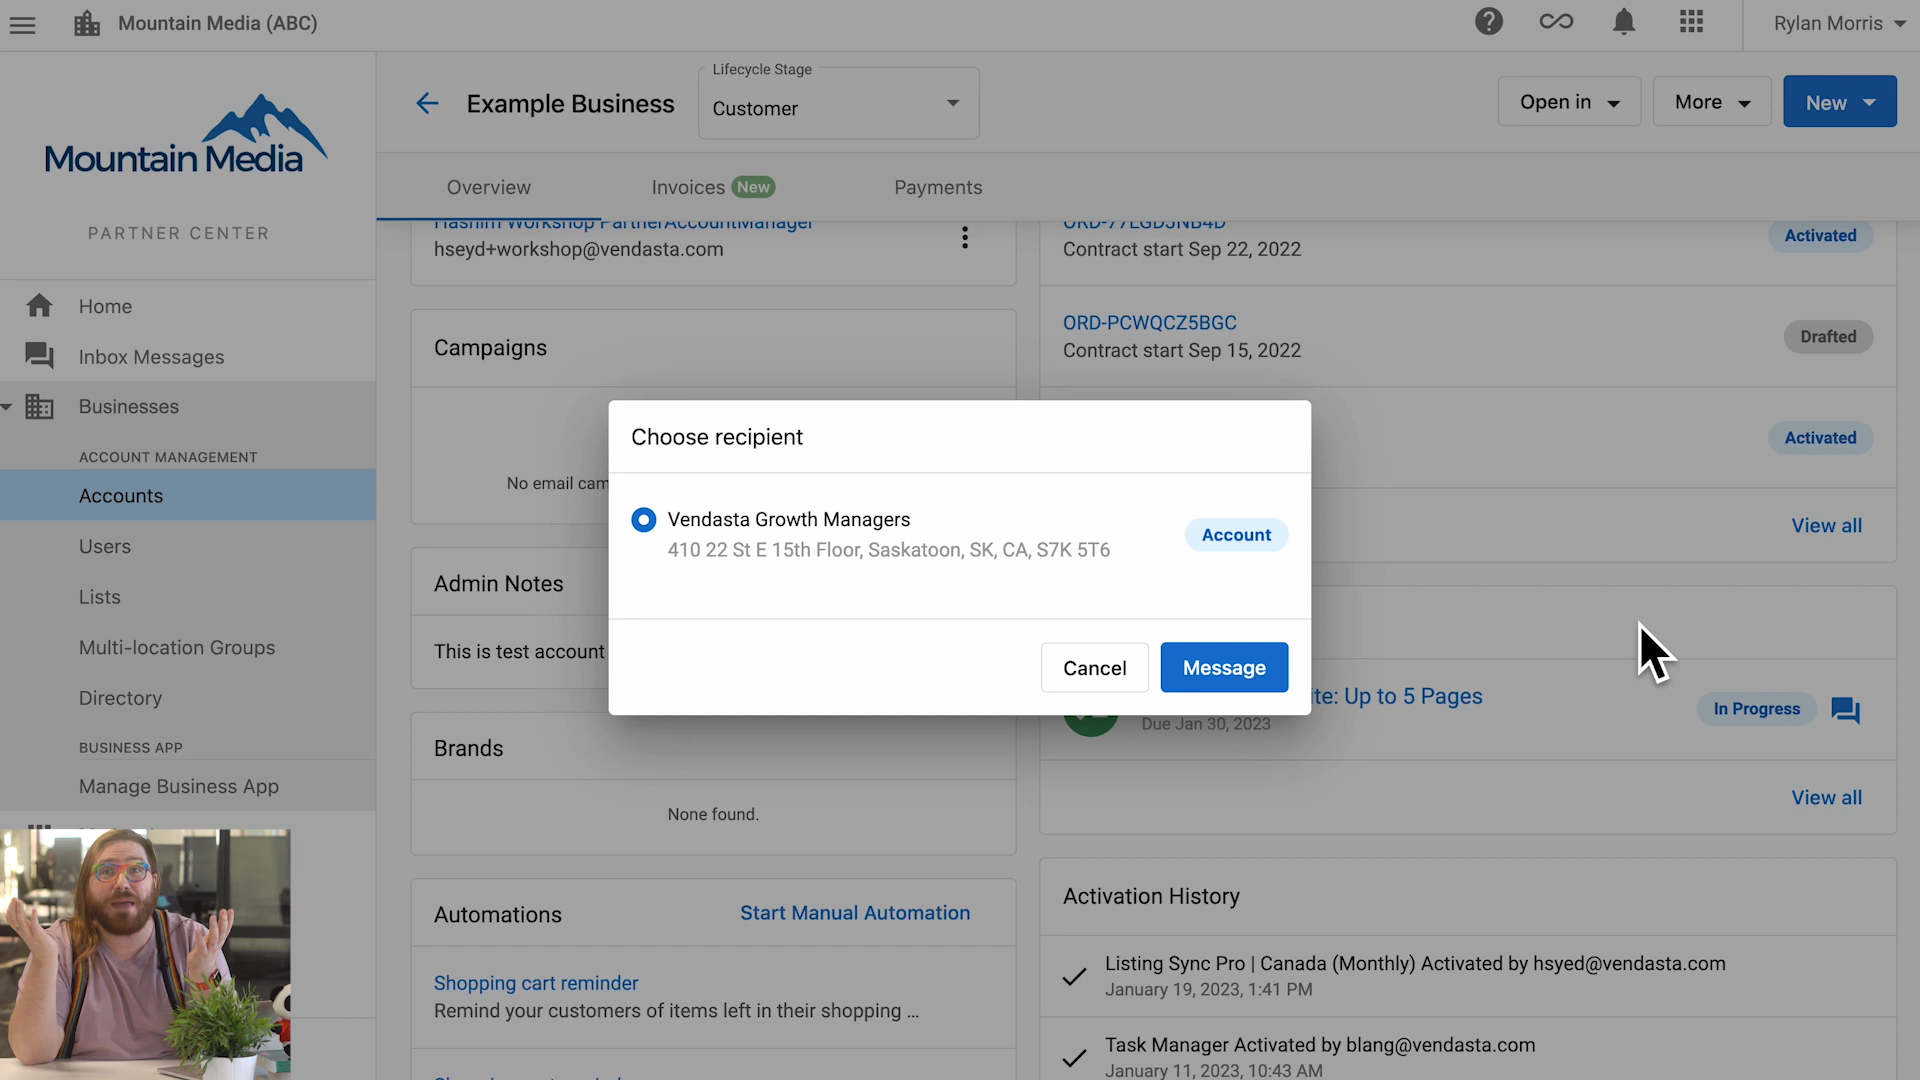 Mountain Media (ABC)
Rylan Morris
Mountain Media
PARTNER CENTER
Home
Inbox Messages
Businesses
ACCOUNT MANAGEMENT
Accounts
Users
Lists
Multi-location Groups
Directory
BUSINESS APP
Manage Business App
Example Business
Lifecycle Stage
Customer
Open in
More
New
Overview
Invoices New
Payments
Hashim Workshop PartnerAccountManager
hseyd+workshop@vendasta.com
Campaigns
No email cam
Admin Notes
This is test account
Brands
None found.
Automations
Start Manual Automation
Shopping cart reminder
Remind your customers of items left in their shopping ...
Choose recipient
Vendasta Growth Managers
410 22 St E 15th Floor, Saskatoon, SK, CA, S7K 5T6
Account
Cancel
Message
ORD-77LGDJNB4D
Contract start Sep 22, 2022
Activated
ORD-PCWQCZ5BGC
Contract start Sep 15, 2022
Drafted
Activated
View all
ite: Up to 5 Pages
Due Jan 30, 2023
In Progress
View all
Activation History
Listing Sync Pro | Canada (Monthly) Activated by hsyed@vendasta.com
January 19, 2023, 1:41 PM
Task Manager Activated by blang@vendasta.com
January 11, 2023, 10:43 AM